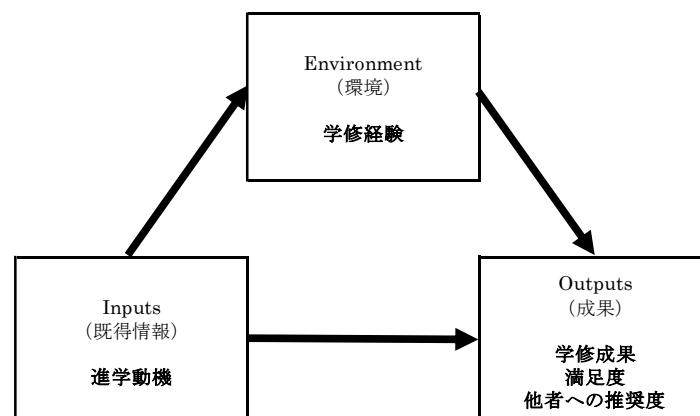 Environment
（環境）
学修経験
Inputs
（既得情報）
進学動機
Outputs
（成果）
学修成果
満足度
他者への推奨度